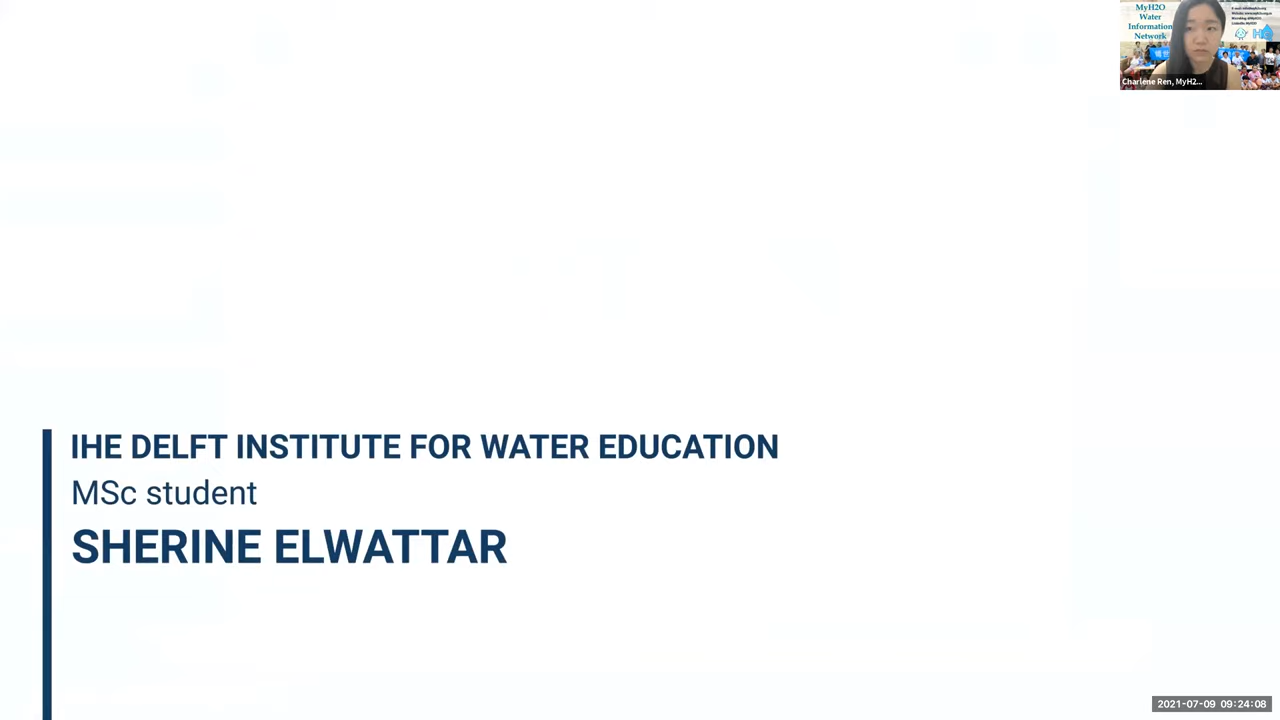 MyH2O
Water
Information
Network
Charlene Ren, MyH2...
IHE DELFT INSTITUTE FOR WATER EDUCATION
MSc student
SHERINE ELWATTAR
2021-07-09 09:24:08